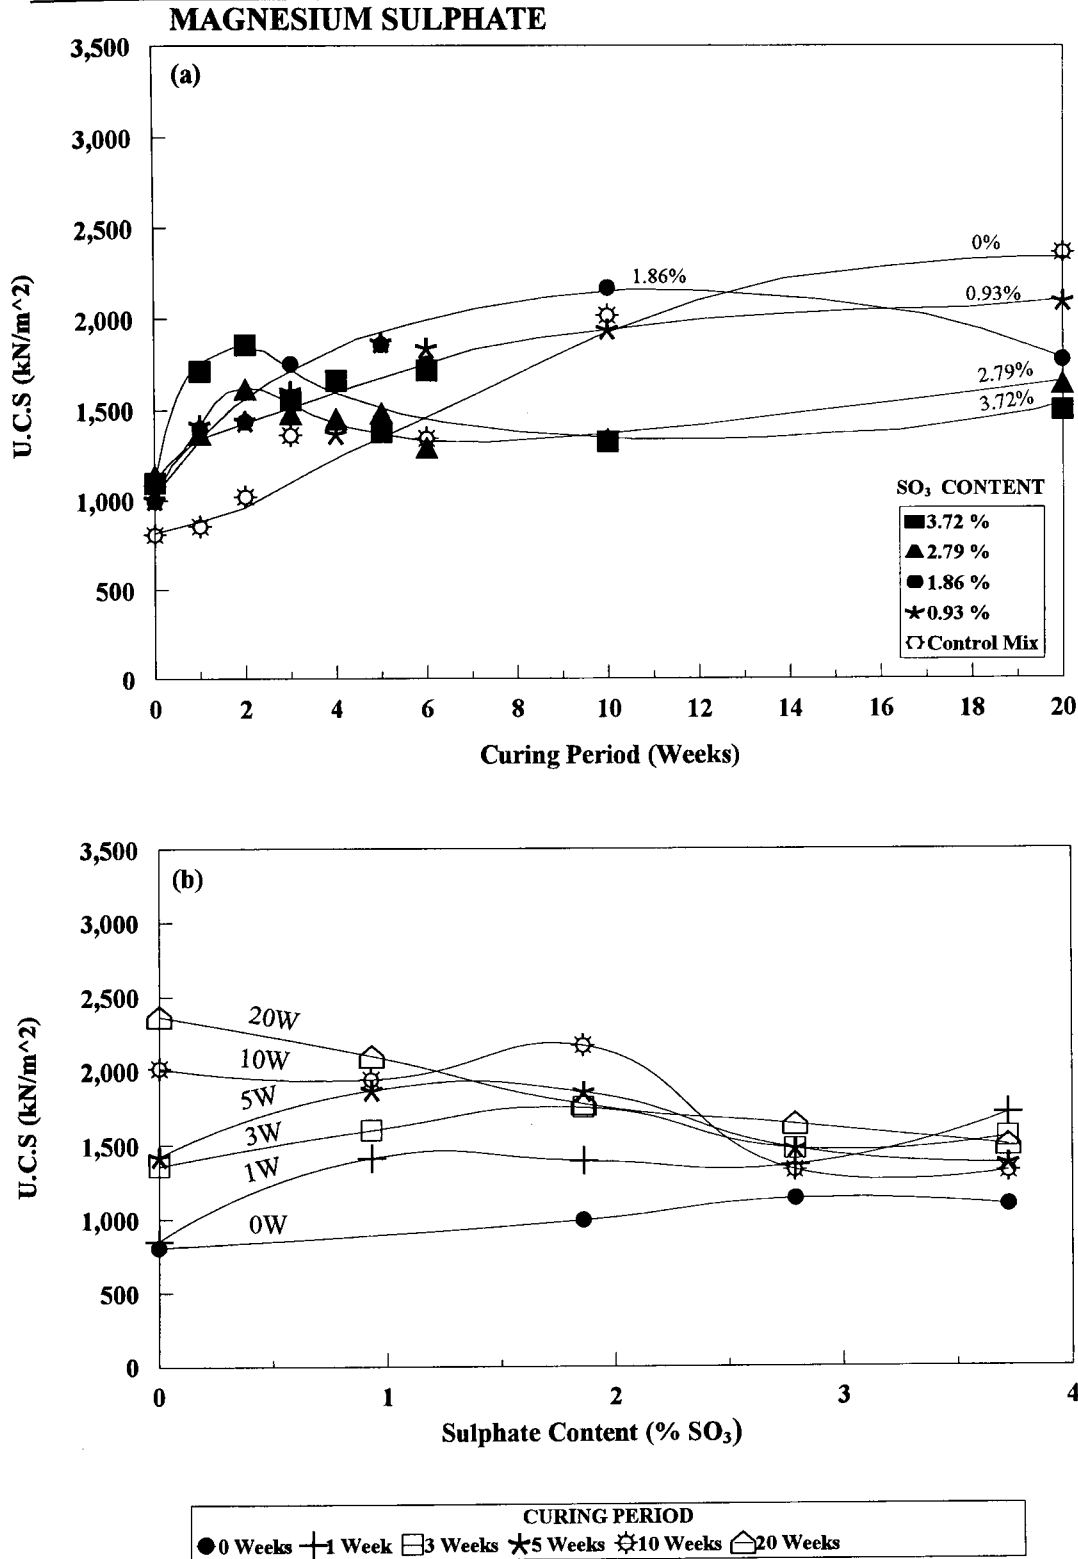 MAGNESIUM SULPHATE
3,500
(a)
3,000
2,500
0%
1.86%
0.93%
2,000
2.79%
1,500
3.72%
U.C.S (kN/m^2)
SO₃ CONTENT
1,000
3.72 %
2.79 %
500
1.86 %
0.93 %
Control Mix
0
0 2 4 6 8 10 12 14 16 18 20
Curing Period (Weeks)
3,500
(b)
3,000
2,500
20W
10W
2,000
5W
3W
1,500
1W
U.C.S (kN/m^2)
1,000
0W
500
0
0 1 2 3 4
Sulphate Content (% SO₃)
CURING PERIOD
0 Weeks 1 Week 3 Weeks 5 Weeks 10 Weeks 20 Weeks